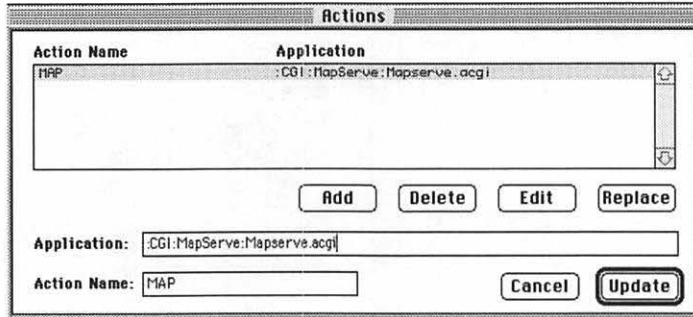 Actions
Action Name Application
MAP :CGI:MapServe:Mapserve.acgi
Add Delete Edit Replace
Application: :CGI:MapServe:Mapserve.acgi
Action Name: MAP Cancel Update